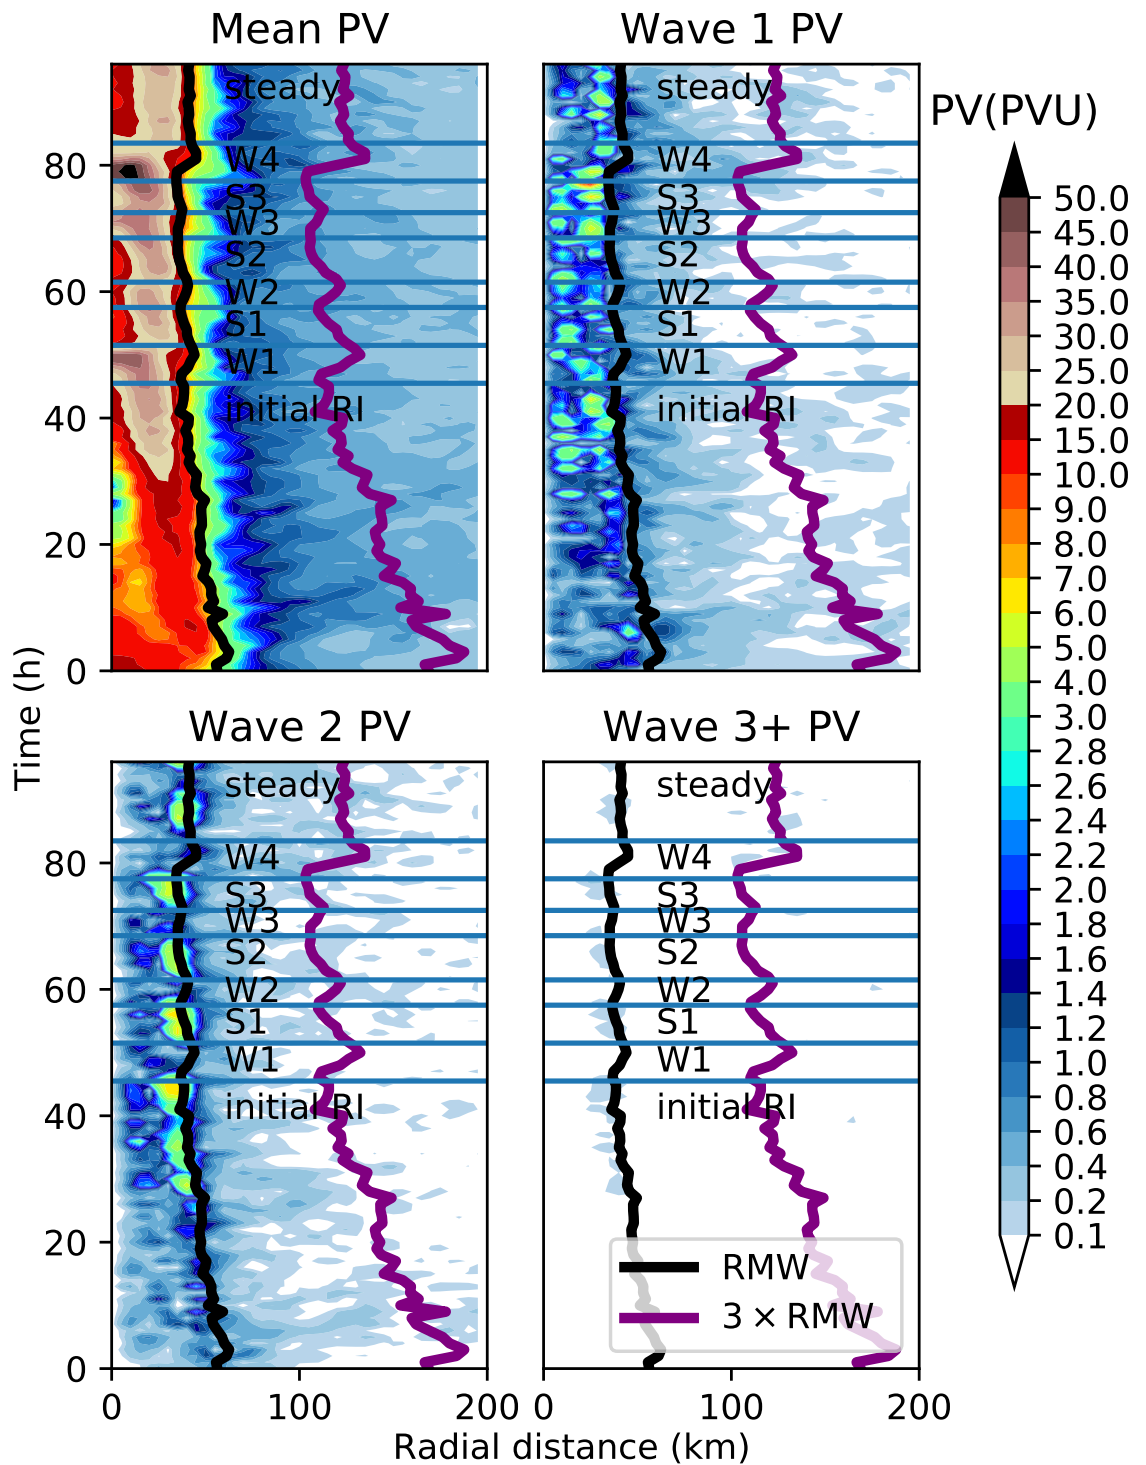 Mean PV
Wave 1 PV
PV(PVU)
steady
W4
S3
W3
S2
W2
S1
W1
initial RI
80
60
40
20
0
steady
W4
S3
W3
S2
W2
S1
W1
initial RI
50.0
45.0
40.0
35.0
30.0
25.0
20.0
15.0
10.0
9.0
8.0
7.0
6.0
5.0
4.0
3.0
2.8
2.6
2.4
2.2
2.0
1.8
1.6
1.4
1.2
1.0
0.8
0.6
0.4
0.2
0.1
Time (h)
Wave 2 PV
Wave 3+ PV
steady
W4
S3
W3
S2
W2
S1
W1
initial RI
80
60
40
20
0
steady
W4
S3
W3
S2
W2
S1
W1
initial RI
RMW
3 × RMW
0 100 200
0 100 200
Radial distance (km)